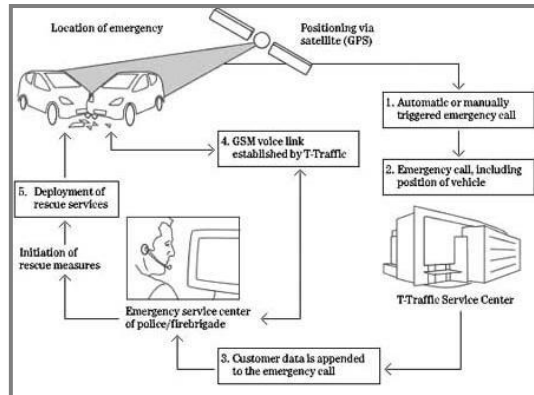 Location of emergency
Positioning via
satellite (GPS)
1. Automatic or manually
triggered emergency call
2. Emergency call, including
position of vehicle
T-Traffic Service Center
3. Customer data is appended
to the emergency call
4. GSM voice link
established by T-Traffic
Emergency service center
of police/firebrigade
Initiation of
rescue measures
5. Deployment of
rescue services